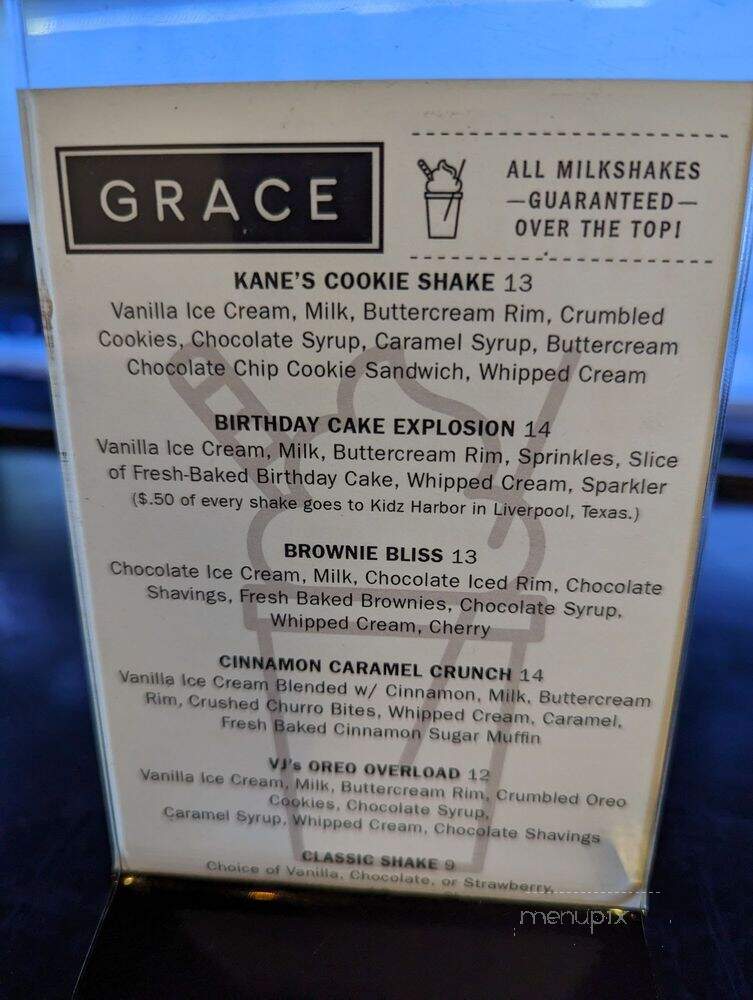 GRACE
ALL MILKSHAKES
—GUARANTEED—
OVER THE TOP!
KANE'S COOKIE SHAKE 13
Vanilla Ice Cream, Milk, Buttercream Rim, Crumbled
Cookies, Chocolate Syrup, Caramel Syrup, Buttercream
Chocolate Chip Cookie Sandwich, Whipped Cream
BIRTHDAY CAKE EXPLOSION 14
Vanilla Ice Cream, Milk, Buttercream Rim, Sprinkles, Slice
of Fresh-Baked Birthday Cake, Whipped Cream, Sparkler
($.50 of every shake goes to Kidz Harbor in Liverpool, Texas.)
BROWNIE BLISS 13
Chocolate Ice Cream, Milk, Chocolate Iced Rim, Chocolate
Shavings, Fresh Baked Brownies, Chocolate Syrup,
Whipped Cream, Cherry
CINNAMON CARAMEL CRUNCH 14
Vanilla Ice Cream Blended w/ Cinnamon, Milk, Buttercream
Rim, Crushed Churro Bites, Whipped Cream, Caramel,
Fresh Baked Cinnamon Sugar Muffin
VJ's OREO OVERLOAD 12
Vanilla Ice Cream, Milk, Buttercream Rim, Crumbled Oreo
Cookies, Chocolate Syrup,
Caramel Syrup, Whipped Cream, Chocolate Shavings
CLASSIC SHAKE 9
Choice of Vanilla, Chocolate, or Strawberry,
menupix